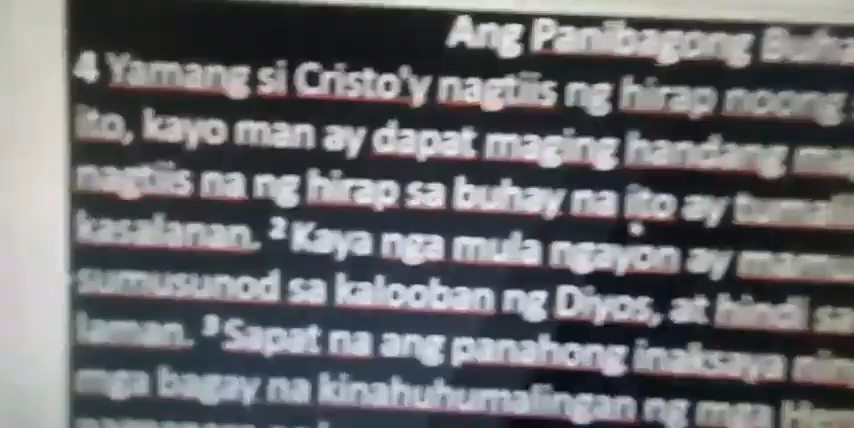 Ang Panibagong
4 Yamang si Cristo'y nagtiis ng hirap noong
ito, kayo man ay dapat maging handang
nagtiis na ng hirap sa buhay na ito ay
kasalanan. ² Kaya nga mula ngayon ay
sumusunod sa kalooban ng Diyos, at hindi sa
laman. ³ Sapat na ang panahong inaksaya
mga bagay na kinahuhumalingan ng mga